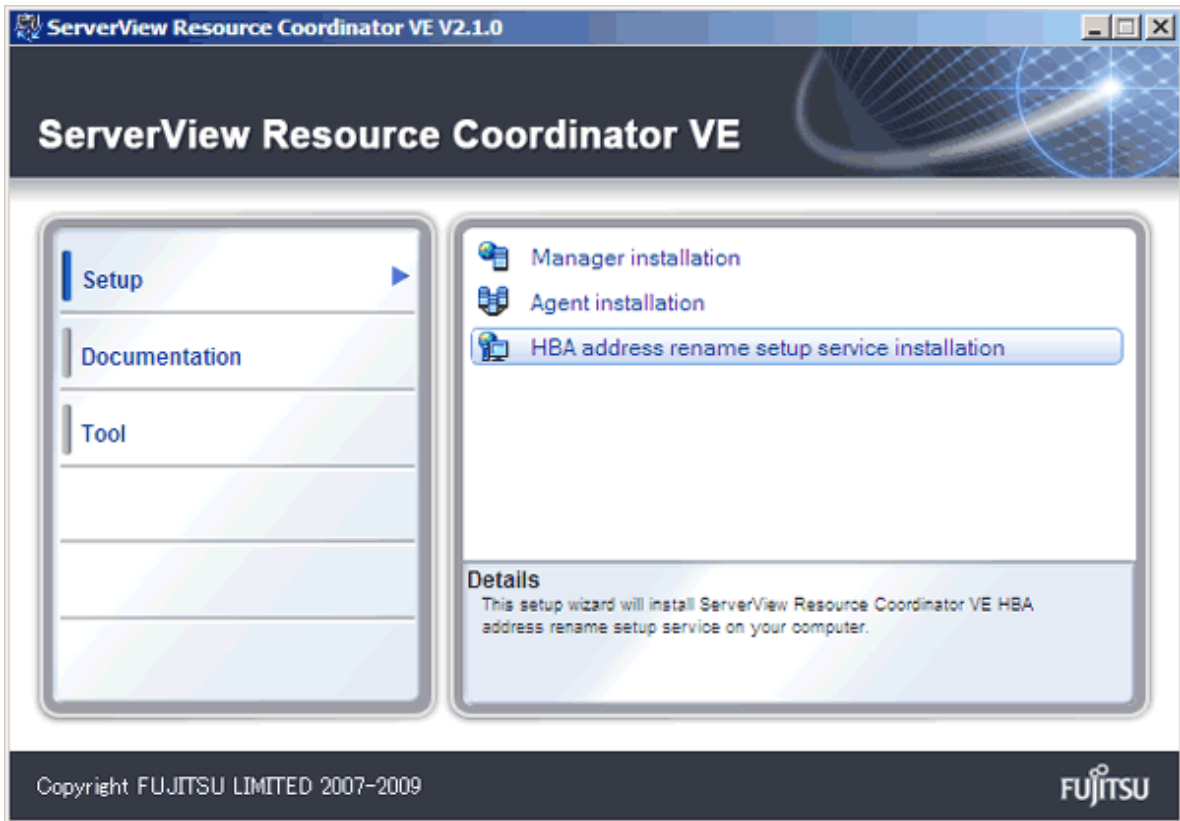 ServerView Resource Coordinator VE V2.1.0
ServerView Resource Coordinator VE
Setup
Documentation
Tool
Manager installation
Agent installation
HBA address rename setup service installation
Details
This setup wizard will install ServerView Resource Coordinator VE HBA
address rename setup service on your computer.
Copyright FUJITSU LIMITED 2007-2009
FUJITSU